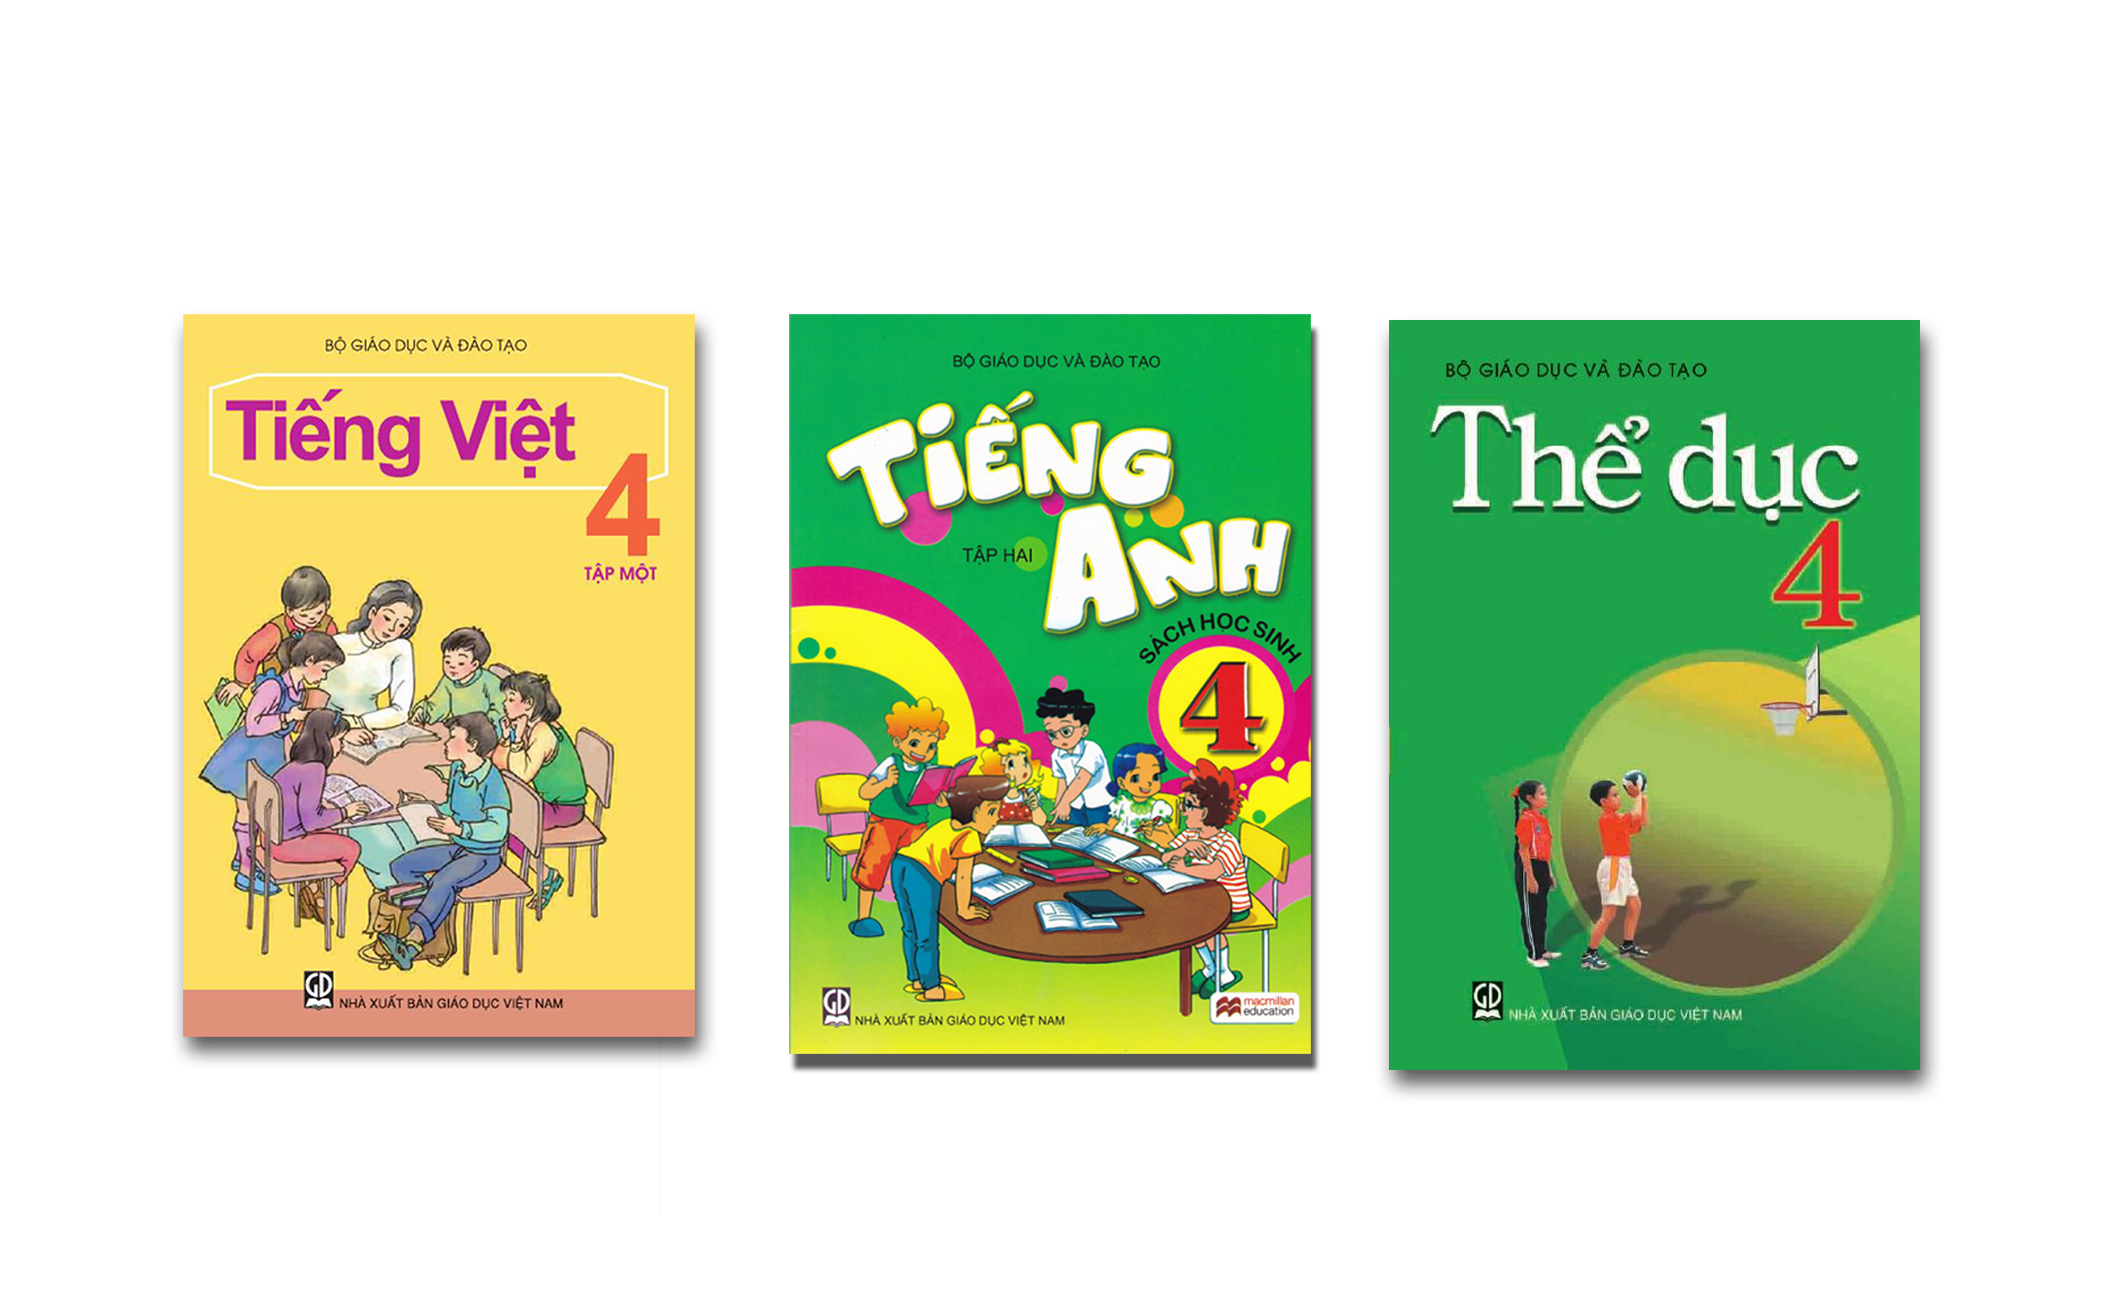 BỘ GIÁO DỤC VÀ ĐÀO TẠO
Tiếng Việt
4
TẬP MỘT
GD
NHÀ XUẤT BẢN GIÁO DỤC VIỆT NAM
BỘ GIÁO DỤC VÀ ĐÀO TẠO
TIẾNG
ANH
TẬP HAI
SÁCH HỌC SINH
4
GD
NHÀ XUẤT BẢN GIÁO DỤC VIỆT NAM
macmillan
education
BỘ GIÁO DỤC VÀ ĐÀO TẠO
Thể dục
4
GD
NHÀ XUẤT BẢN GIÁO DỤC VIỆT NAM